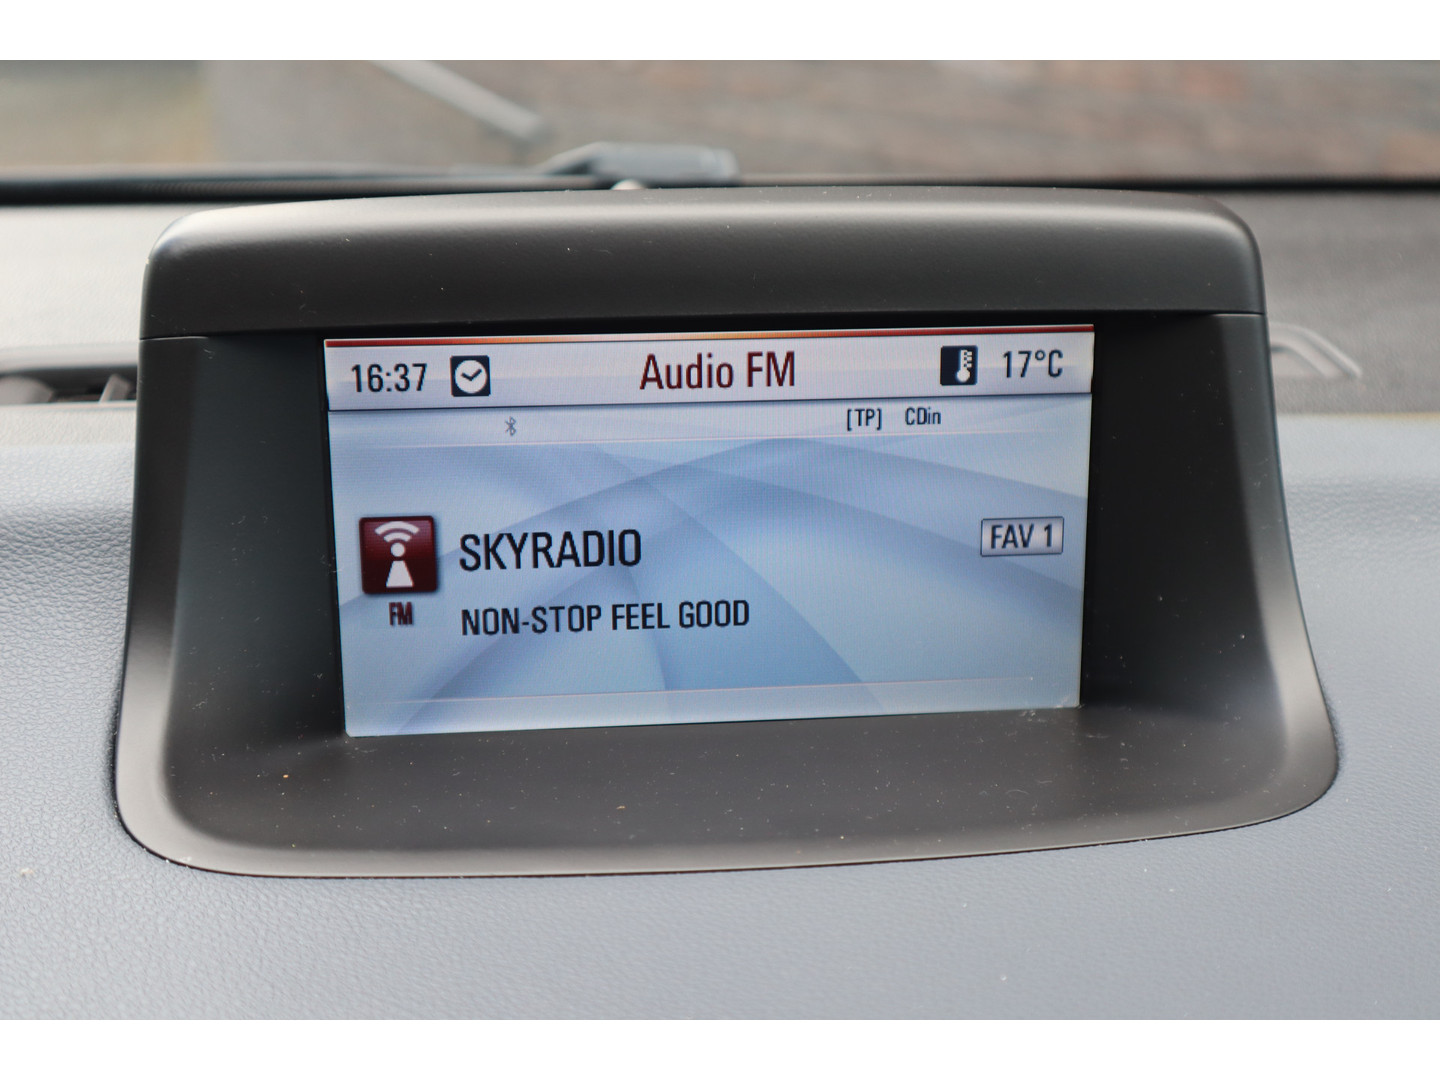 16:37 Audio FM 17°C
[TP] CDin
SKYRADIO FAV 1
FM NON-STOP FEEL GOOD